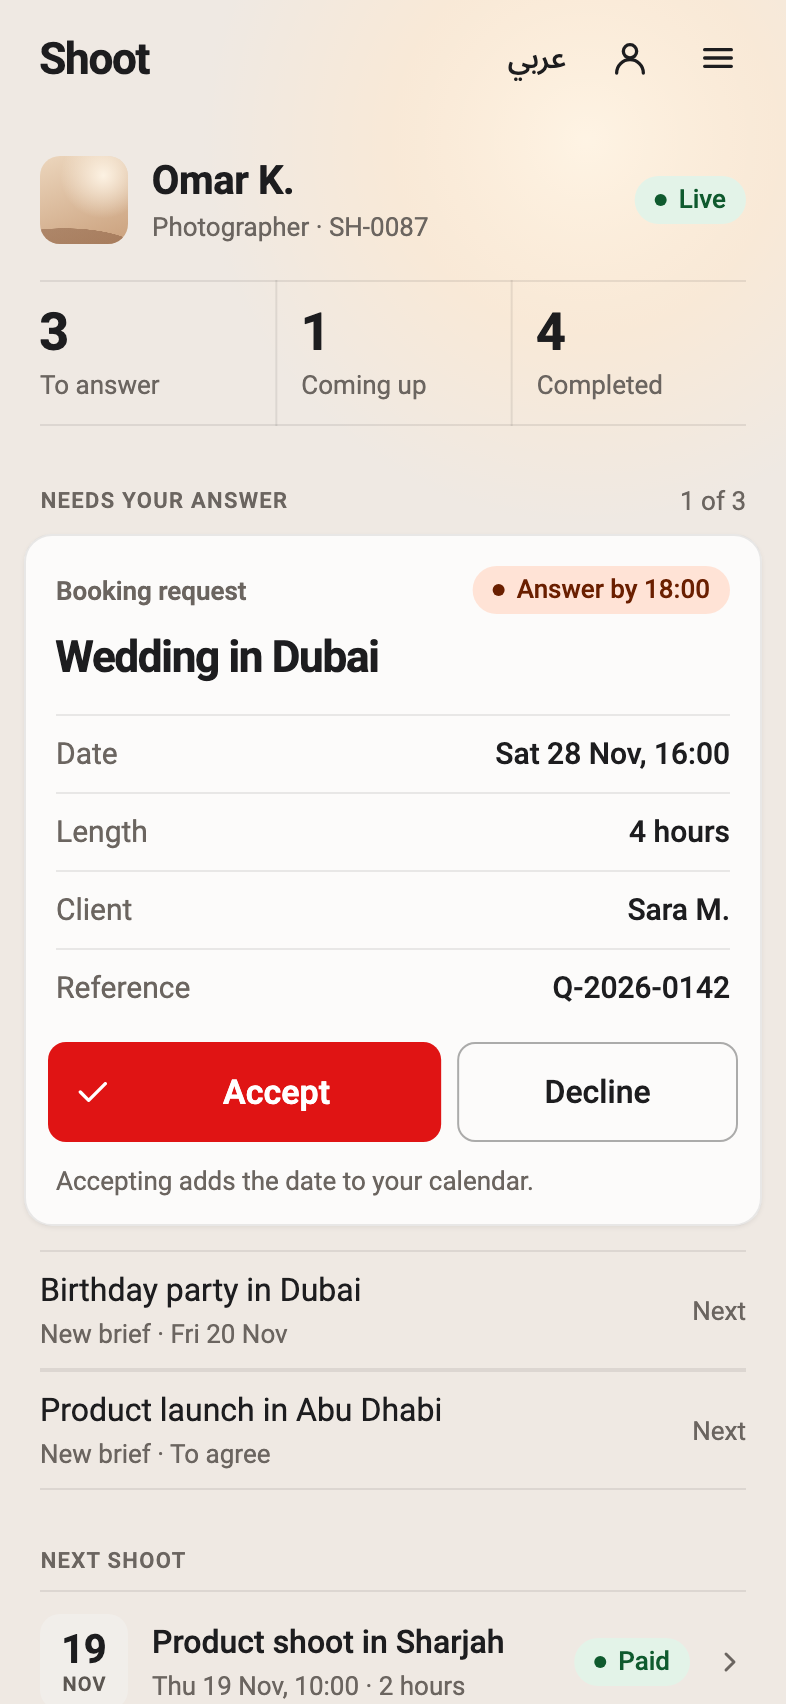 Shoot
عربي
Omar K.
Photographer · SH-0087
Live
3
To answer
1
Coming up
4
Completed
NEEDS YOUR ANSWER
1 of 3
Booking request
Answer by 18:00
Wedding in Dubai
Date
Sat 28 Nov, 16:00
Length
4 hours
Client
Sara M.
Reference
Q-2026-0142
Accept
Decline
Accepting adds the date to your calendar.
Birthday party in Dubai
New brief · Fri 20 Nov
Next
Product launch in Abu Dhabi
New brief · To agree
Next
NEXT SHOOT
19
NOV
Product shoot in Sharjah
Thu 19 Nov, 10:00 · 2 hours
Paid